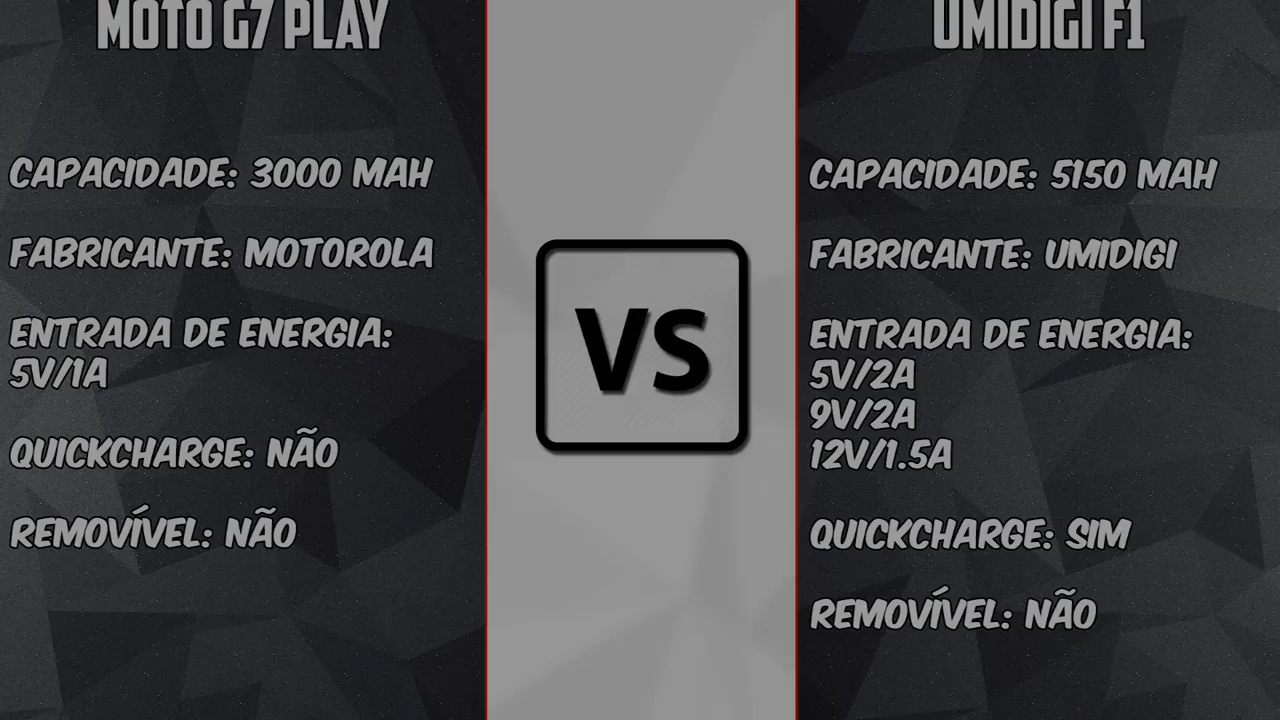 MOTO G7 PLAY
CAPACIDADE: 3000 MAH
FABRICANTE: MOTOROLA
ENTRADA DE ENERGIA:
5V/1A
QUICKCHARGE: NÃO
REMOVÍVEL: NÃO
VS
UMIDIGI F1
CAPACIDADE: 5150 MAH
FABRICANTE: UMIDIGI
ENTRADA DE ENERGIA:
5V/2A
9V/2A
12V/1.5A
QUICKCHARGE: SIM
REMOVÍVEL: NÃO